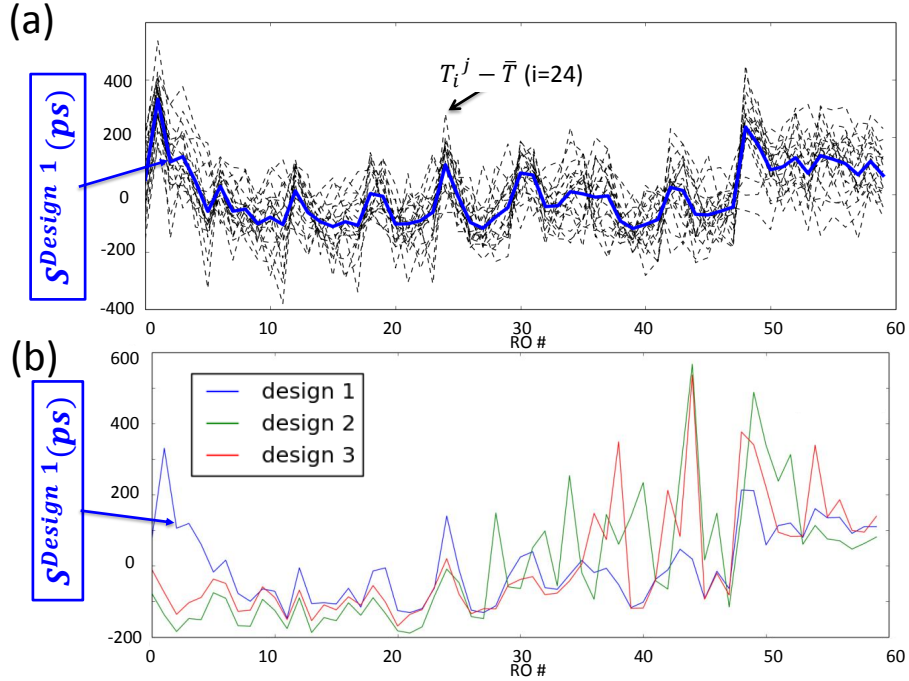 (a)
S^Design 1 (ps)
T_i^j − T̄ (i=24)
400
200
0
-200
-400
0 10 20 30 40 50 60
RO #
(b)
S^Design 1 (ps)
600
400
200
0
-200
design 1
design 2
design 3
0 10 20 30 40 50 60
RO #